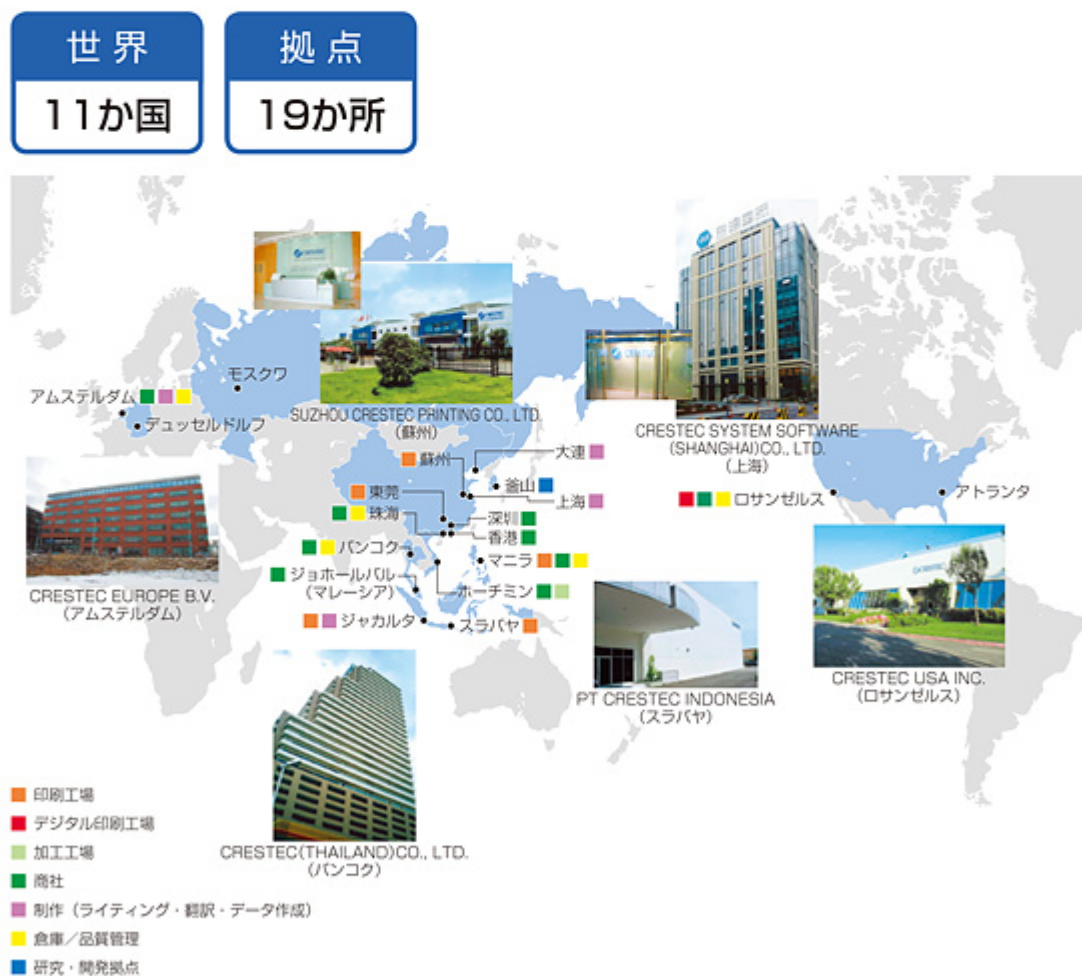 世界
拠点
11か国
19か所
モスクワ
アムステルダム
デュッセルドルフ
SUZHOU CRESTEC PRINTING CO., LTD.
(蘇州)
CRESTEC SYSTEM SOFTWARE
(SHANGHAI)CO., LTD.
(上海)
大連
蘇州
釜山
東莞
上海
ロサンゼルス
アトランタ
珠海
深圳
香港
バンコク
マニラ
ジョホールバル
(マレーシア)
ホーチミン
ジャカルタ
スラバヤ
CRESTEC EUROPE B.V.
(アムステルダム)
PT CRESTEC INDONESIA
(スラバヤ)
CRESTEC USA INC.
(ロサンゼルス)
CRESTEC(THAILAND)CO., LTD.
(バンコク)
印刷工場
デジタル印刷工場
加工工場
商社
制作（ライティング・翻訳・データ作成）
倉庫／品質管理
研究・開発拠点